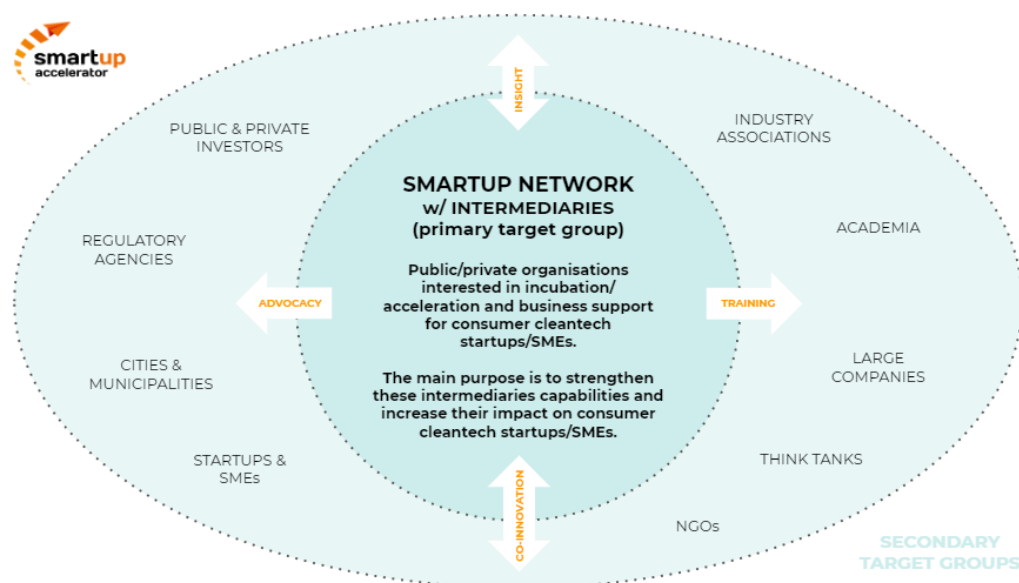 smartup
accelerator
INSIGHT
PUBLIC & PRIVATE
INVESTORS
INDUSTRY
ASSOCIATIONS
SMARTUP NETWORK
w/ INTERMEDIARIES
(primary target group)
REGULATORY
AGENCIES
ACADEMIA
Public/private organisations
interested in incubation/
acceleration and business support
for consumer cleantech
startups/SMEs.
ADVOCACY
TRAINING
CITIES &
MUNICIPALITIES
LARGE
COMPANIES
The main purpose is to strengthen
these intermediaries capabilities and
increase their impact on consumer
cleantech startups/SMEs.
STARTUPS &
SMEs
THINK TANKS
CO-INNOVATION
NGOs
SECONDARY
TARGET GROUPS